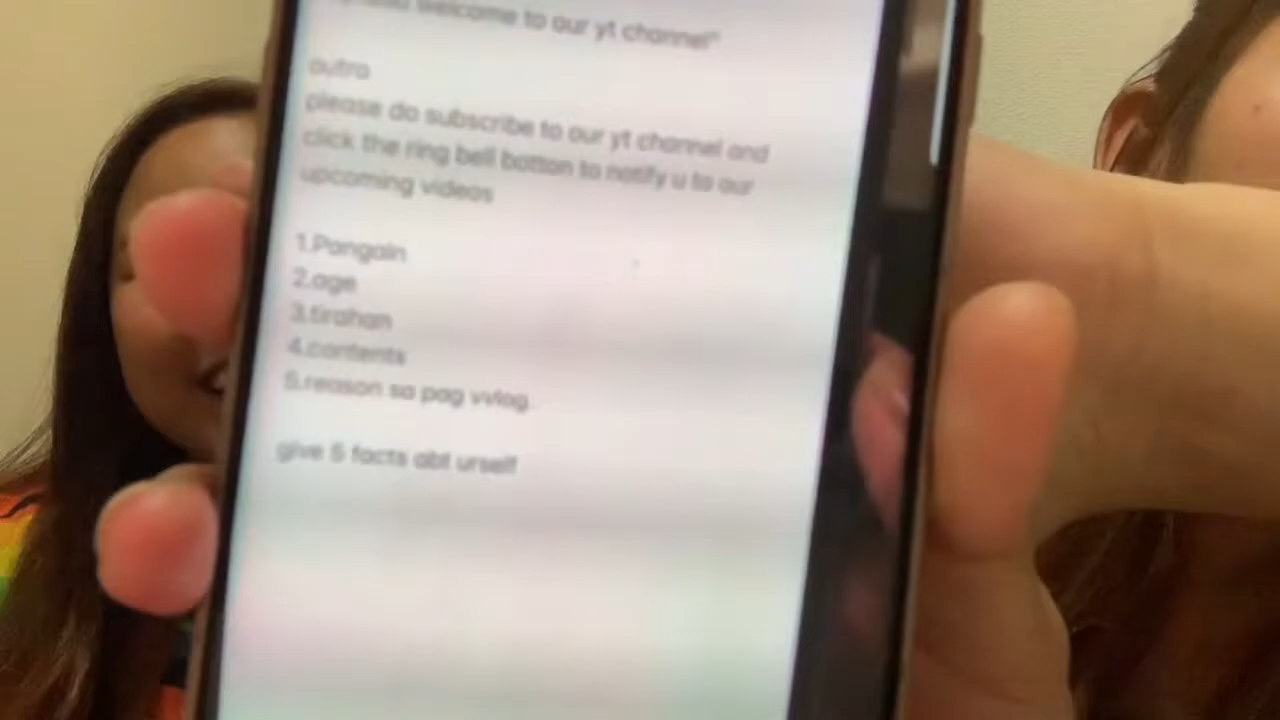 welcome to our yt channel"
outro
please do subscribe to our yt channel and
click the ring bell botton to notify u to our
upcoming videos
1.Pangaln
2.age
3.tirahan
4.contents
5.reason sa pag vvlog.
give 5 facts abt urself